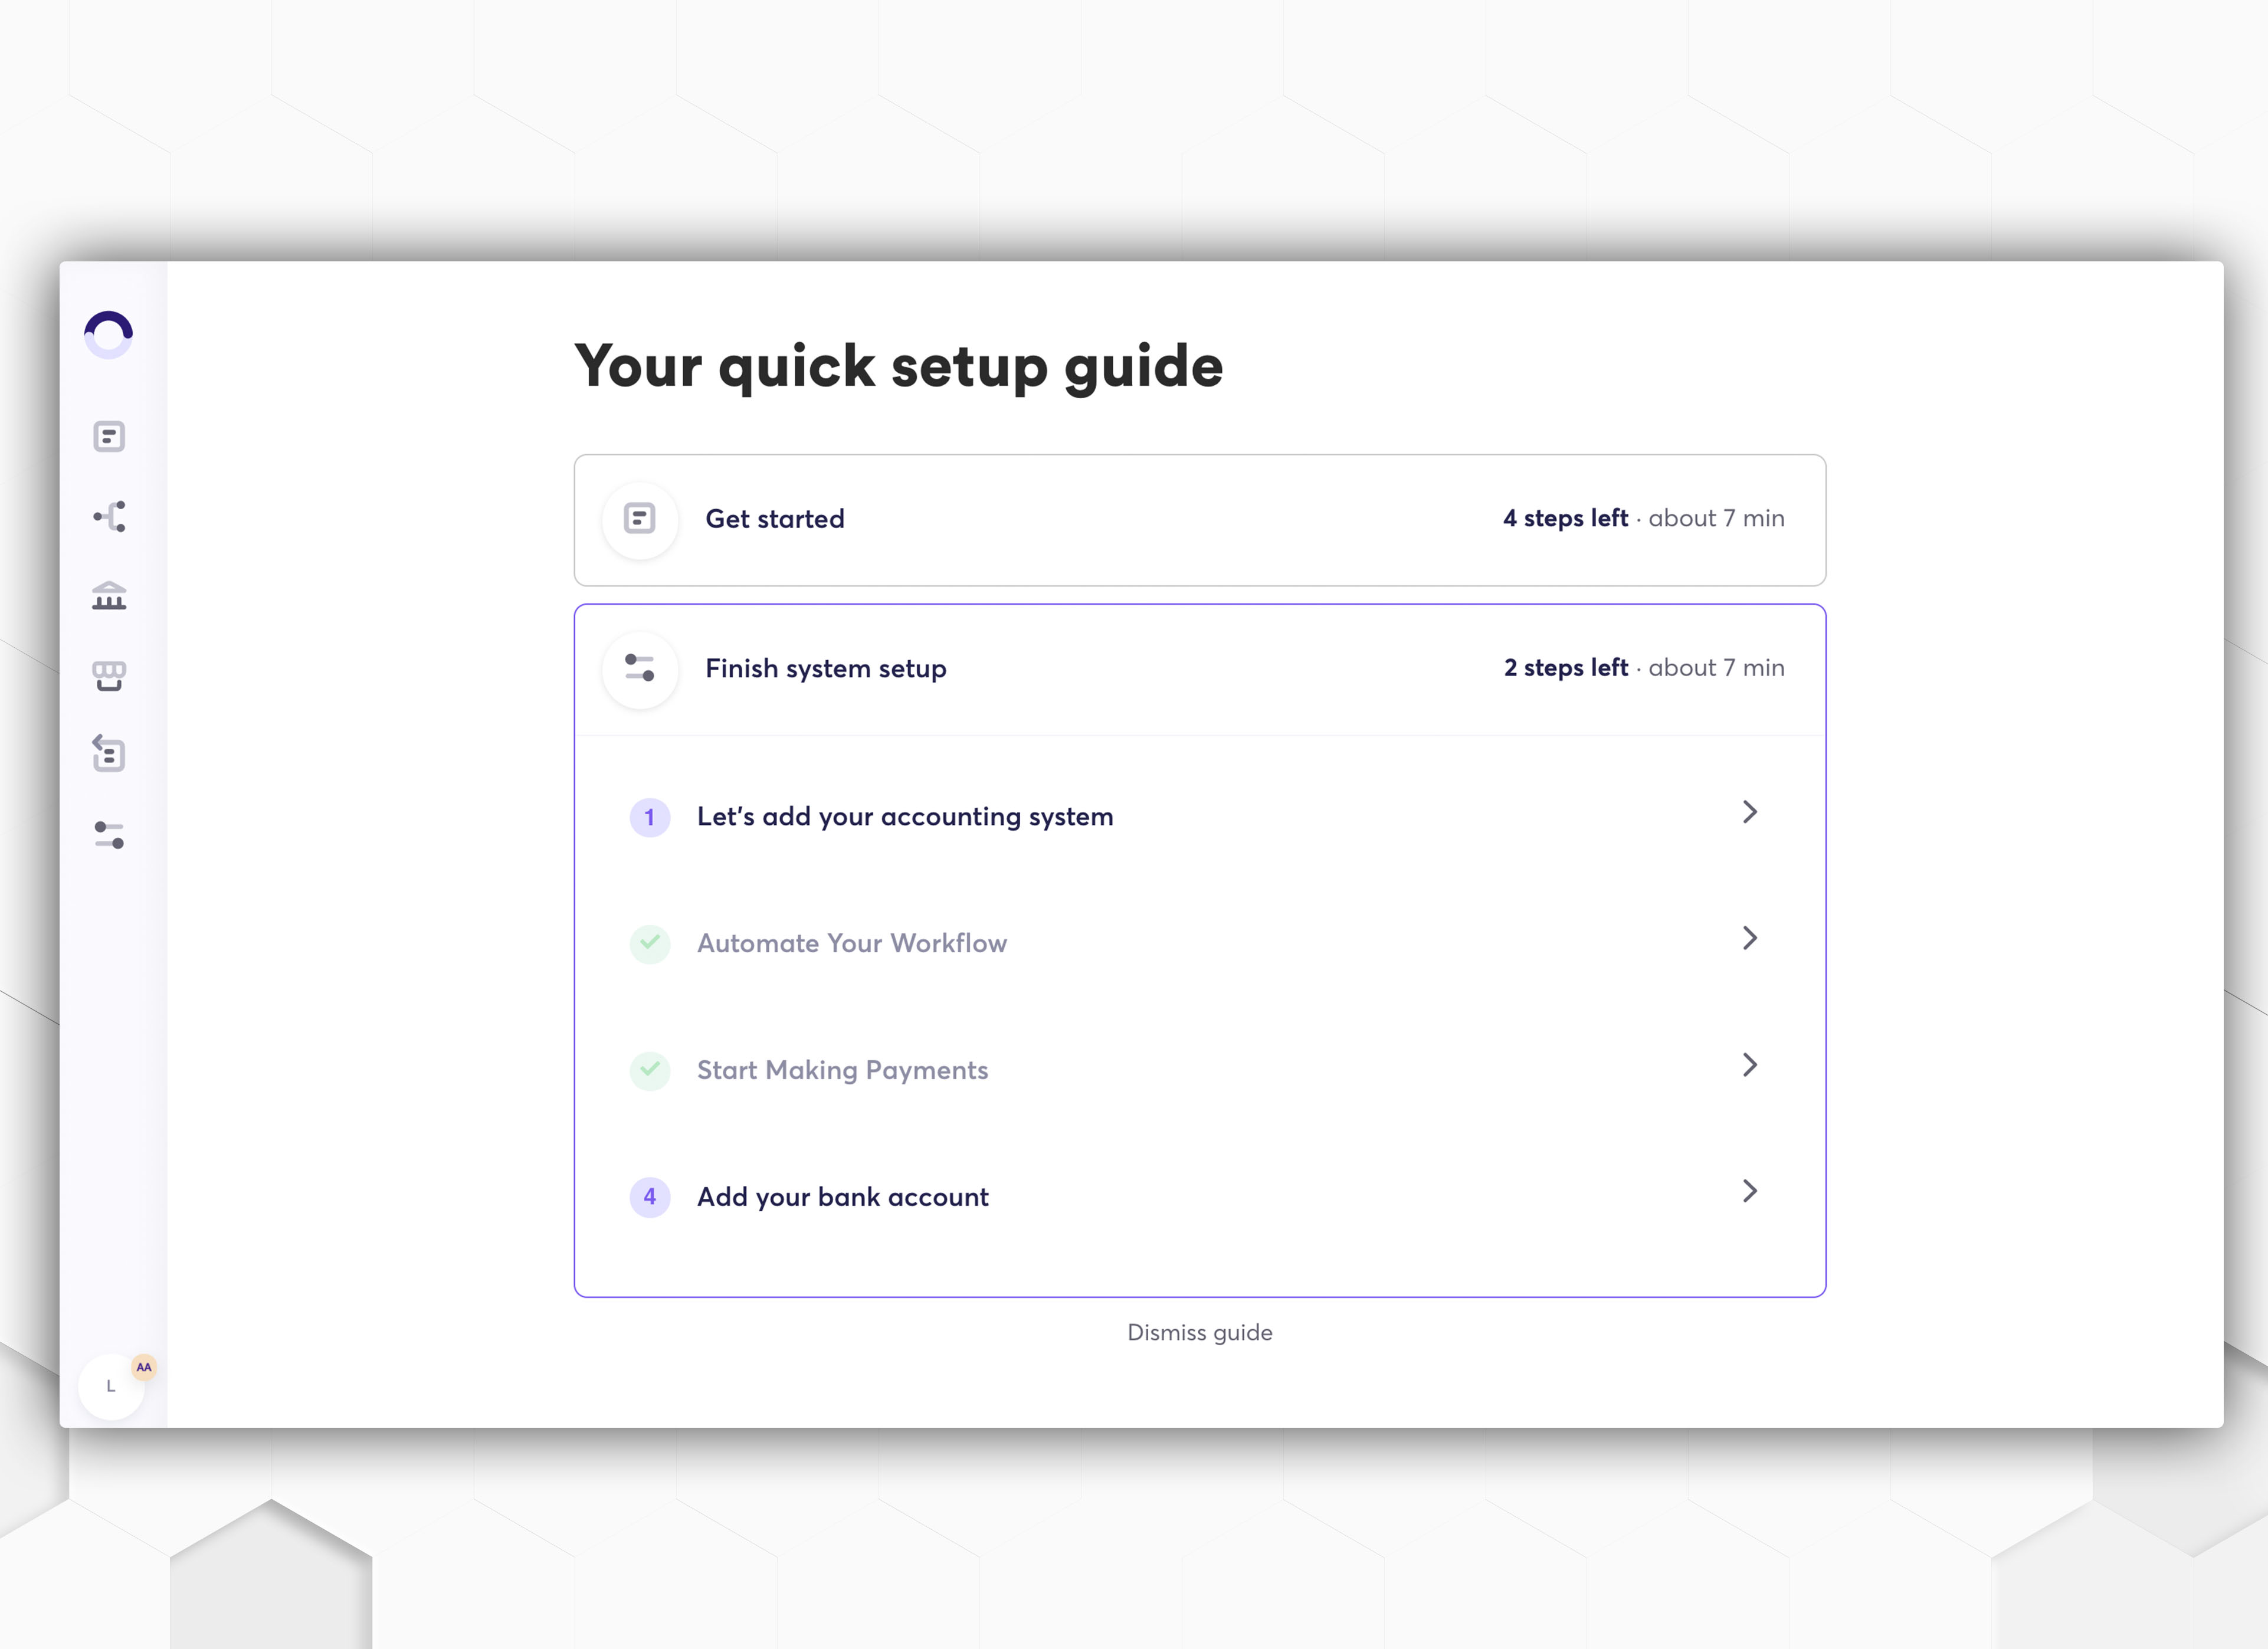 Your quick setup guide
Get started
4 steps left · about 7 min
Finish system setup
2 steps left · about 7 min
1 Let's add your accounting system
Automate Your Workflow
Start Making Payments
4 Add your bank account
Dismiss guide
AA
L